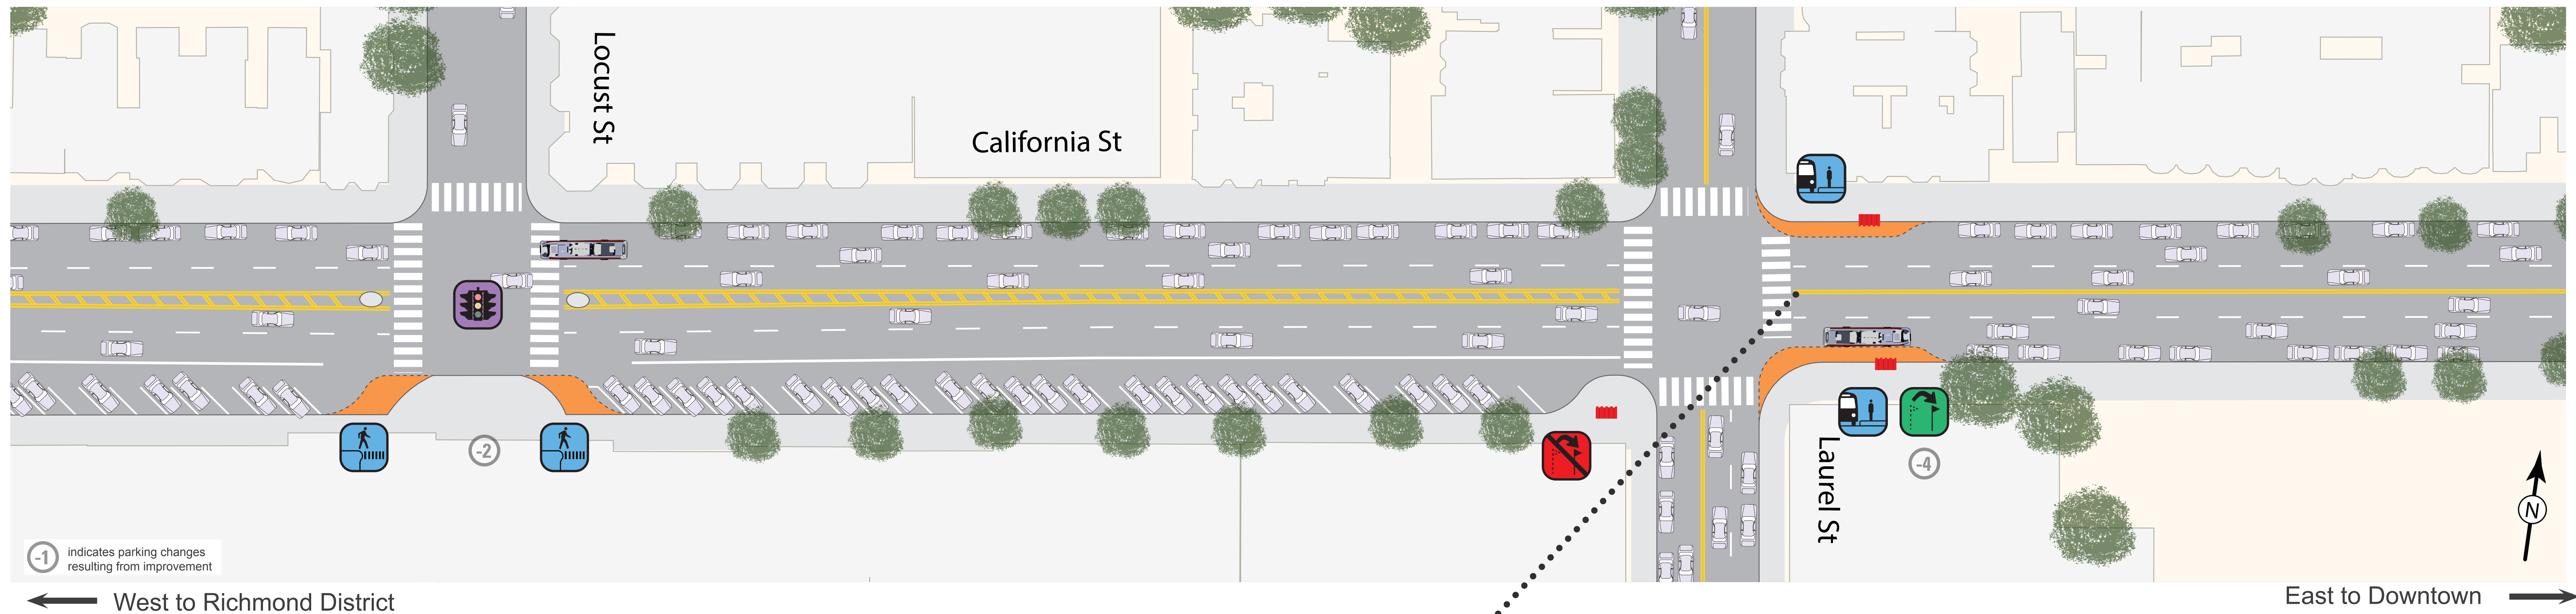 Locust St
California St
-2
-4
Laurel St
N
-1
indicates parking changes
resulting from improvement
West to Richmond District
East to Downtown